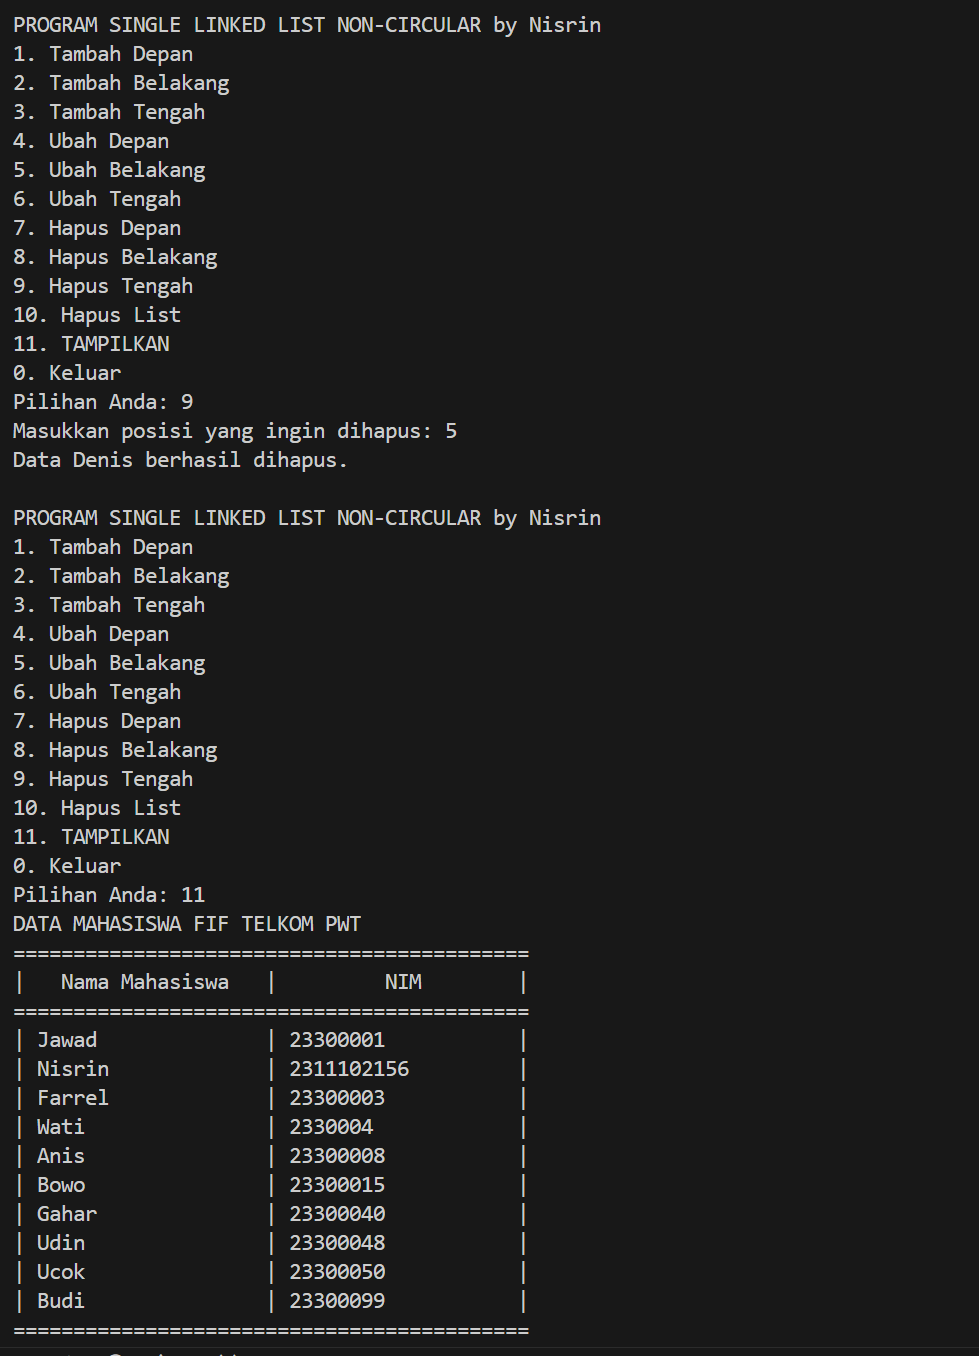 PROGRAM SINGLE LINKED LIST NON-CIRCULAR by Nisrin
1. Tambah Depan
2. Tambah Belakang
3. Tambah Tengah
4. Ubah Depan
5. Ubah Belakang
6. Ubah Tengah
7. Hapus Depan
8. Hapus Belakang
9. Hapus Tengah
10. Hapus List
11. TAMPILKAN
0. Keluar
Pilihan Anda: 9
Masukkan posisi yang ingin dihapus: 5
Data Denis berhasil dihapus.

PROGRAM SINGLE LINKED LIST NON-CIRCULAR by Nisrin
1. Tambah Depan
2. Tambah Belakang
3. Tambah Tengah
4. Ubah Depan
5. Ubah Belakang
6. Ubah Tengah
7. Hapus Depan
8. Hapus Belakang
9. Hapus Tengah
10. Hapus List
11. TAMPILKAN
0. Keluar
Pilihan Anda: 11
DATA MAHASISWA FIF TELKOM PWT
===========================================
|   Nama Mahasiswa   |         NIM        |
===========================================
| Jawad              | 23300001           |
| Nisrin             | 2311102156         |
| Farrel             | 23300003           |
| Wati               | 2330004            |
| Anis               | 23300008           |
| Bowo               | 23300015           |
| Gahar              | 23300040           |
| Udin               | 23300048           |
| Ucok               | 23300050           |
| Budi               | 23300099           |
===========================================